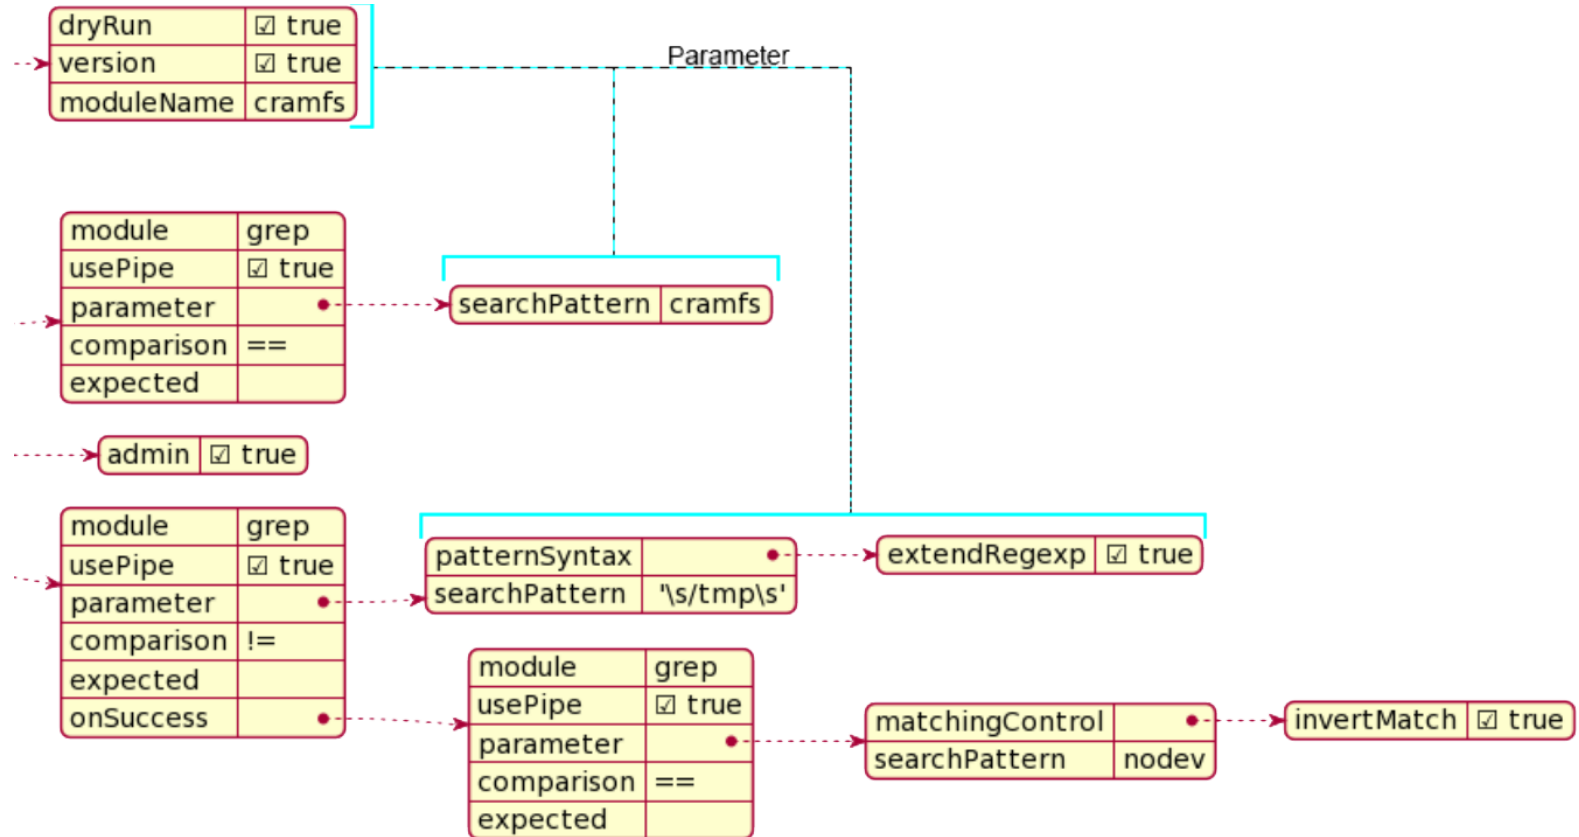 dryRun ☑ true
version ☑ true
moduleName cramfs
Parameter
module grep
usePipe ☑ true
parameter
comparison ==
expected
searchPattern cramfs
admin ☑ true
module grep
usePipe ☑ true
parameter
comparison !=
expected
onSuccess
patternSyntax
searchPattern '\s/tmp\s'
extendRegexp ☑ true
module grep
usePipe ☑ true
parameter
comparison ==
expected
matchingControl
searchPattern nodev
invertMatch ☑ true